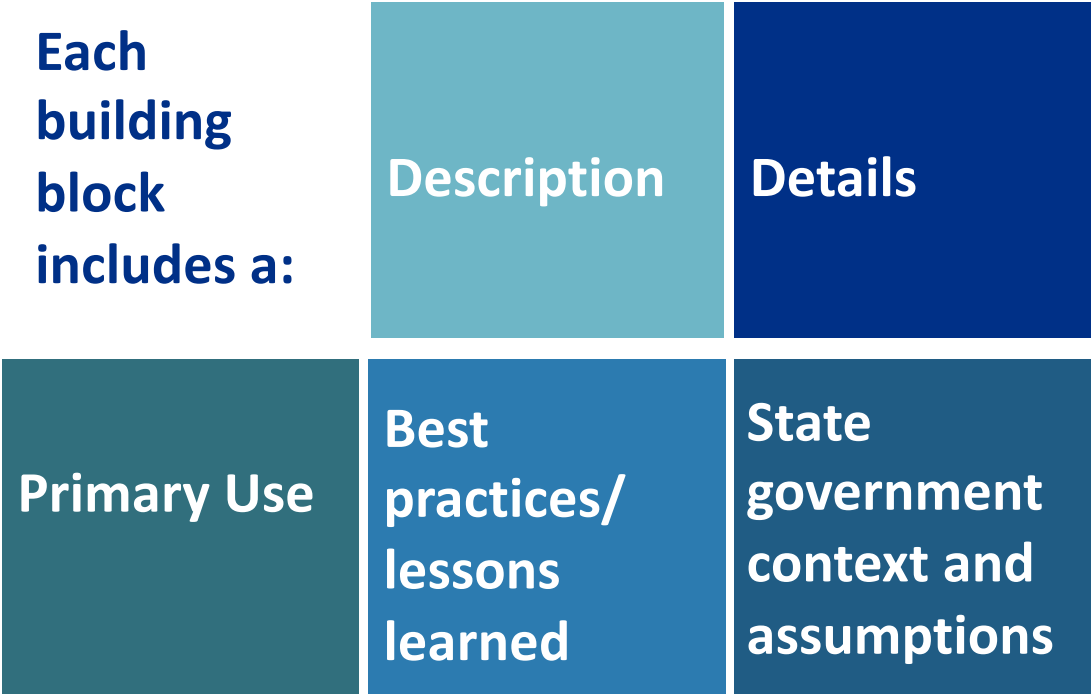 Each
building
block
includes a:
Description
Details
Primary Use
Best
practices/
lessons
learned
State
government
context and
assumptions